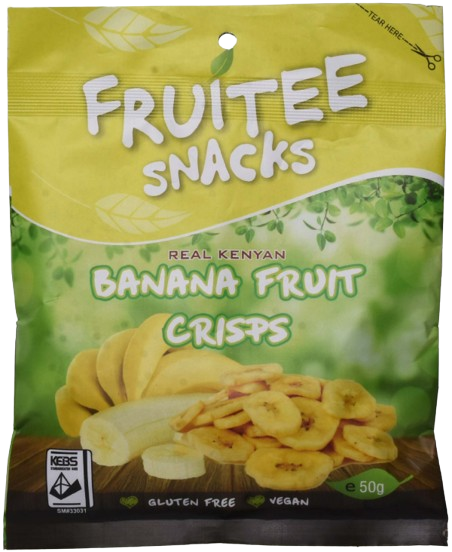 TEAR HERE
FRUITEE
SNACKS
REAL KENYAN
BANANA FRUIT
CRISPS
KEBS
SM#33031
e 50g
GLUTEN FREE VEGAN